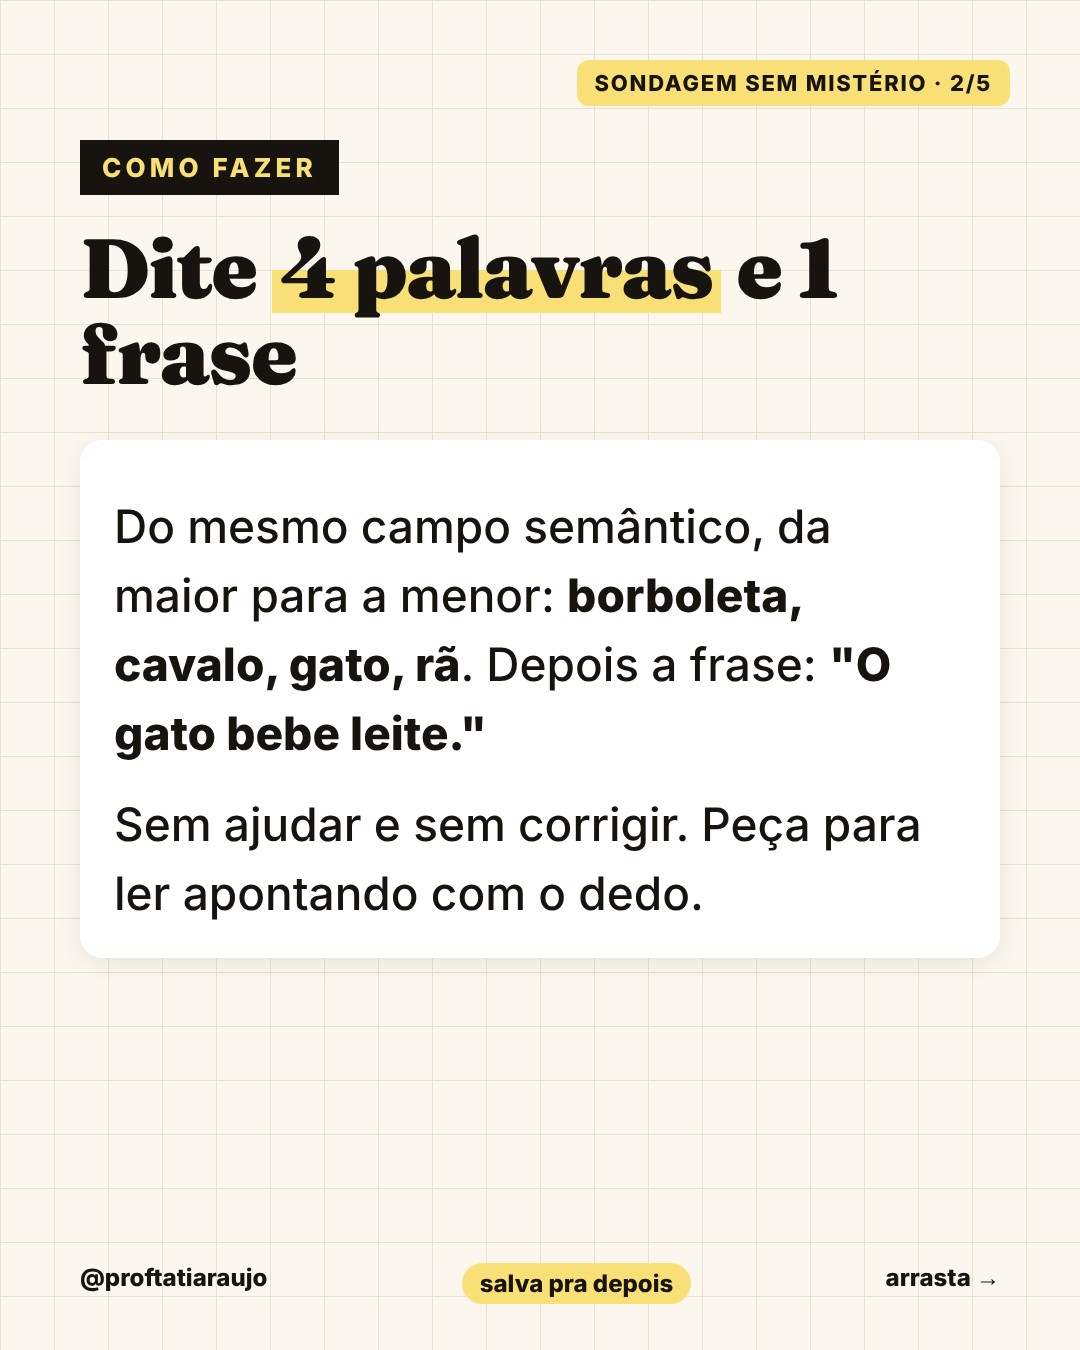 SONDAGEM SEM MISTÉRIO · 2/5
COMO FAZER
Dite 4 palavras e 1
frase
Do mesmo campo semântico, da
maior para a menor: borboleta,
cavalo, gato, rã. Depois a frase: "O
gato bebe leite."
Sem ajudar e sem corrigir. Peça para
ler apontando com o dedo.
@proftatiaraujo
salva pra depois
arrasta →